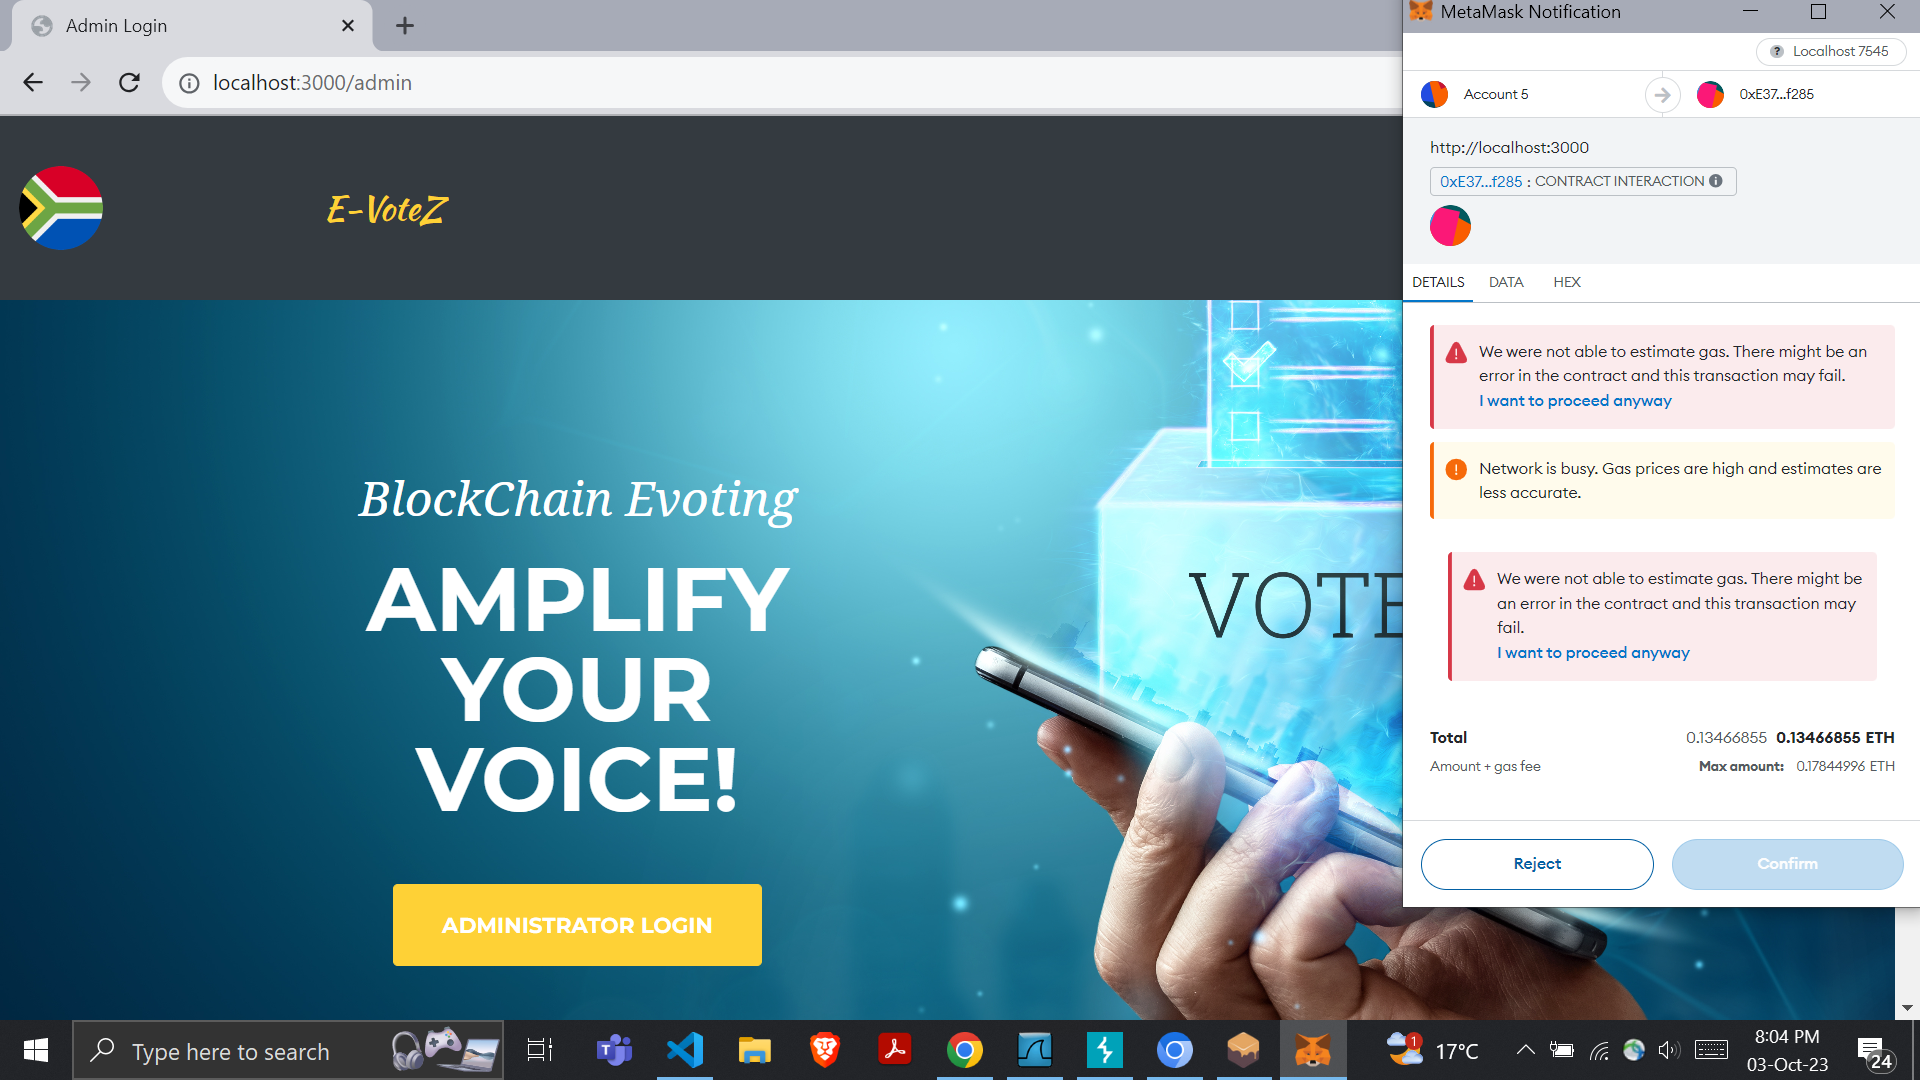 Admin Login
localhost:3000/admin
E-VoteZ
BlockChain Evoting
AMPLIFY
YOUR
VOICE!
ADMINISTRATOR LOGIN
VOTE
MetaMask Notification
Localhost 7545
Account 5
0xE37...f285
http://localhost:3000
0xE37...f285 : CONTRACT INTERACTION
DETAILS DATA HEX
We were not able to estimate gas. There might be an
error in the contract and this transaction may fail.
I want to proceed anyway
Network is busy. Gas prices are high and estimates are
less accurate.
We were not able to estimate gas. There might be
an error in the contract and this transaction may
fail.
I want to proceed anyway
Total 0.13466855 0.13466855 ETH
Amount + gas fee Max amount: 0.17844996 ETH
Reject Confirm
Type here to search
1
17°C
8:04 PM
03-Oct-23
24